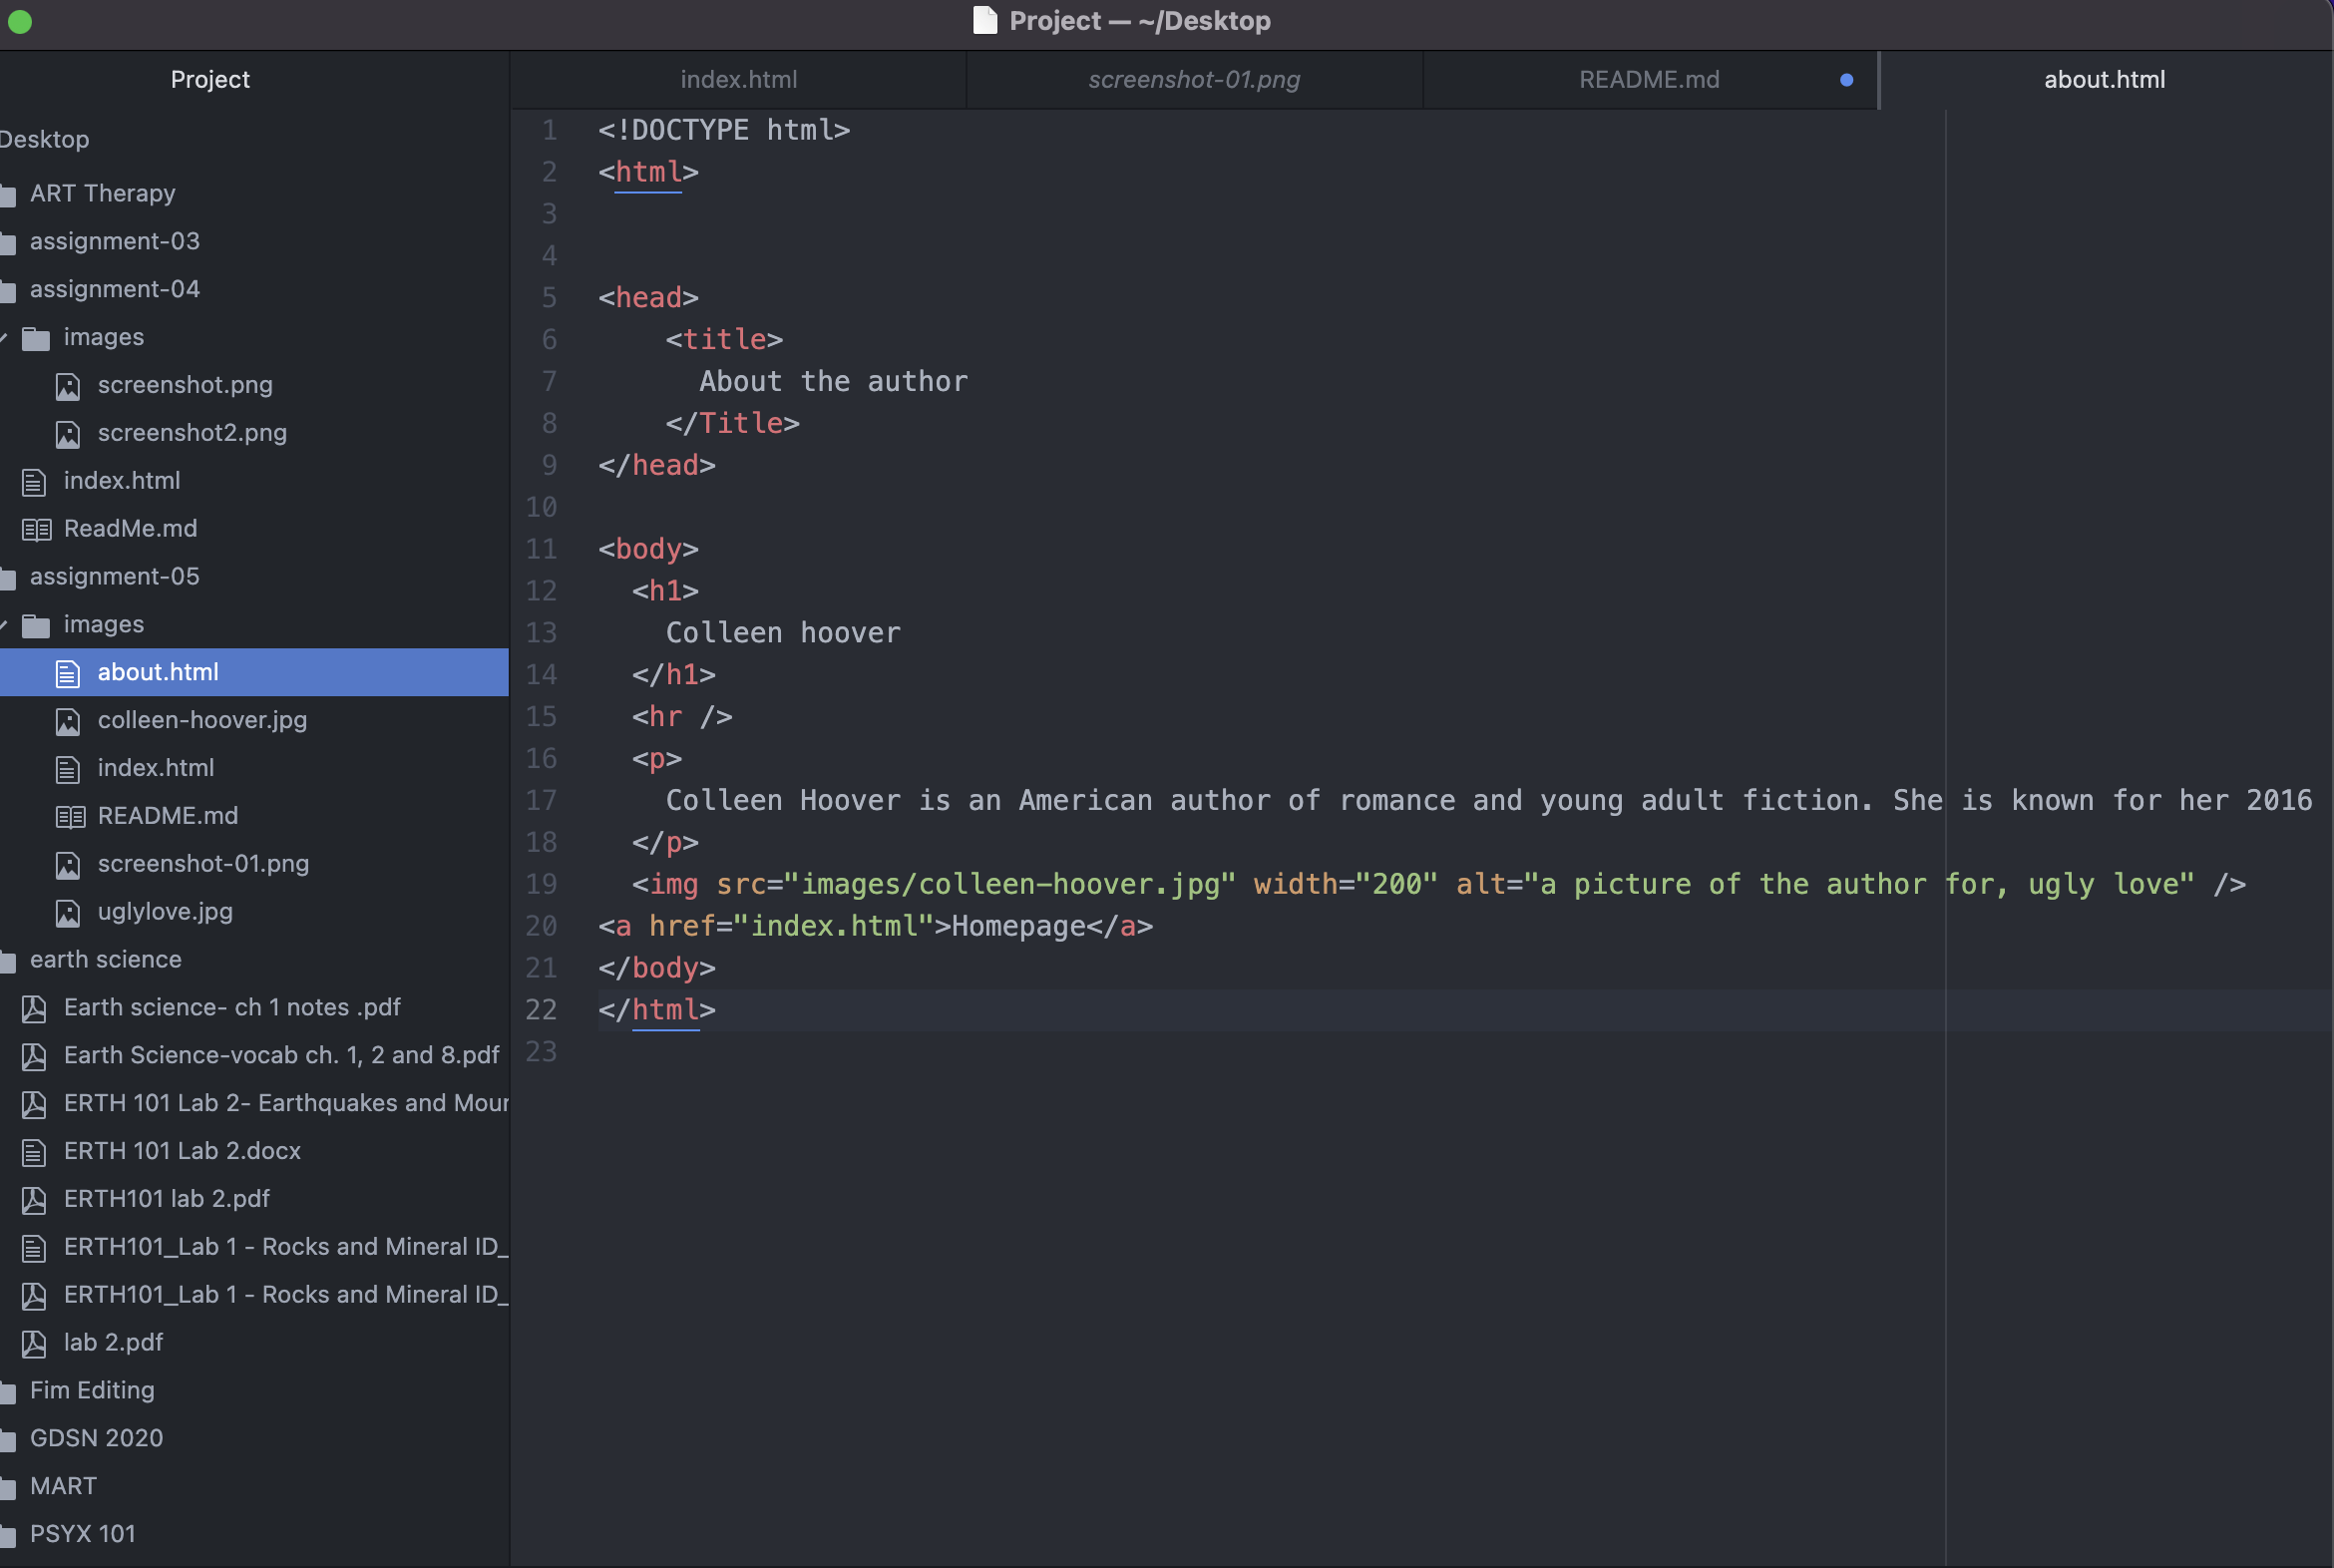 Project — ~/Desktop
Project
index.html
screenshot-01.png
README.md
about.html
Desktop
ART Therapy
assignment-03
assignment-04
images
screenshot.png
screenshot2.png
index.html
ReadMe.md
assignment-05
images
about.html
colleen-hoover.jpg
index.html
README.md
screenshot-01.png
uglylove.jpg
earth science
Earth science- ch 1 notes .pdf
Earth Science-vocab ch. 1, 2 and 8.pdf
ERTH 101 Lab 2- Earthquakes and Mour
ERTH 101 Lab 2.docx
ERTH101 lab 2.pdf
ERTH101_Lab 1 - Rocks and Mineral ID_
ERTH101_Lab 1 - Rocks and Mineral ID_
lab 2.pdf
Fim Editing
GDSN 2020
MART
PSYX 101
1 <!DOCTYPE html>
2 <html>
3
4
5 <head>
6 <title>
7 About the author
8 </Title>
9 </head>
10
11 <body>
12 <h1>
13 Colleen hoover
14 </h1>
15 <hr />
16 <p>
17 Colleen Hoover is an American author of romance and young adult fiction. She is known for her 2016
18 </p>
19 <img src="images/colleen-hoover.jpg" width="200" alt="a picture of the author for, ugly love" />
20 <a href="index.html">Homepage</a>
21 </body>
22 </html>
23